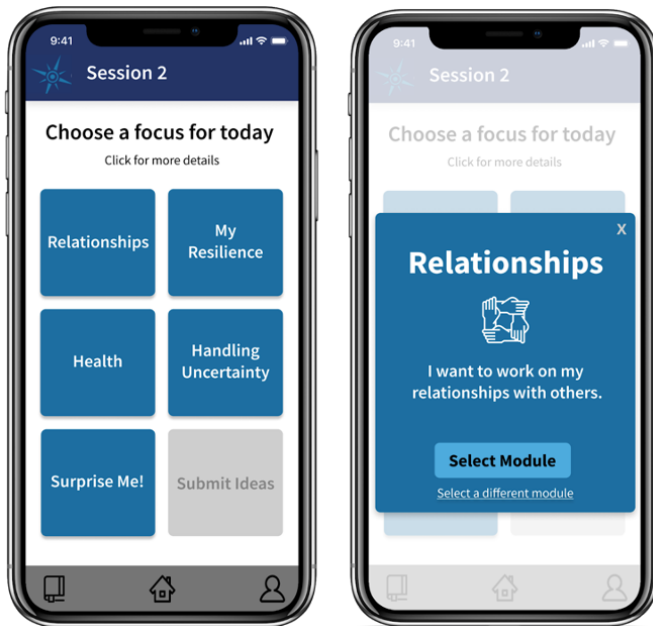 9:41
Session 2
Choose a focus for today
Click for more details
Relationships
My
Resilience
Health
Handling
Uncertainty
Surprise Me!
Submit Ideas
9:41
Session 2
Choose a focus for today
Click for more details
X
Relationships
I want to work on my
relationships with others.
Select Module
Select a different module